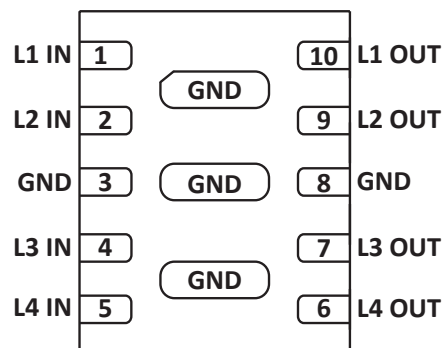 L1 IN 1 10 L1 OUT
GND
L2 IN 2 9 L2 OUT
GND 3 GND 8 GND
L3 IN 4 7 L3 OUT
GND
L4 IN 5 6 L4 OUT